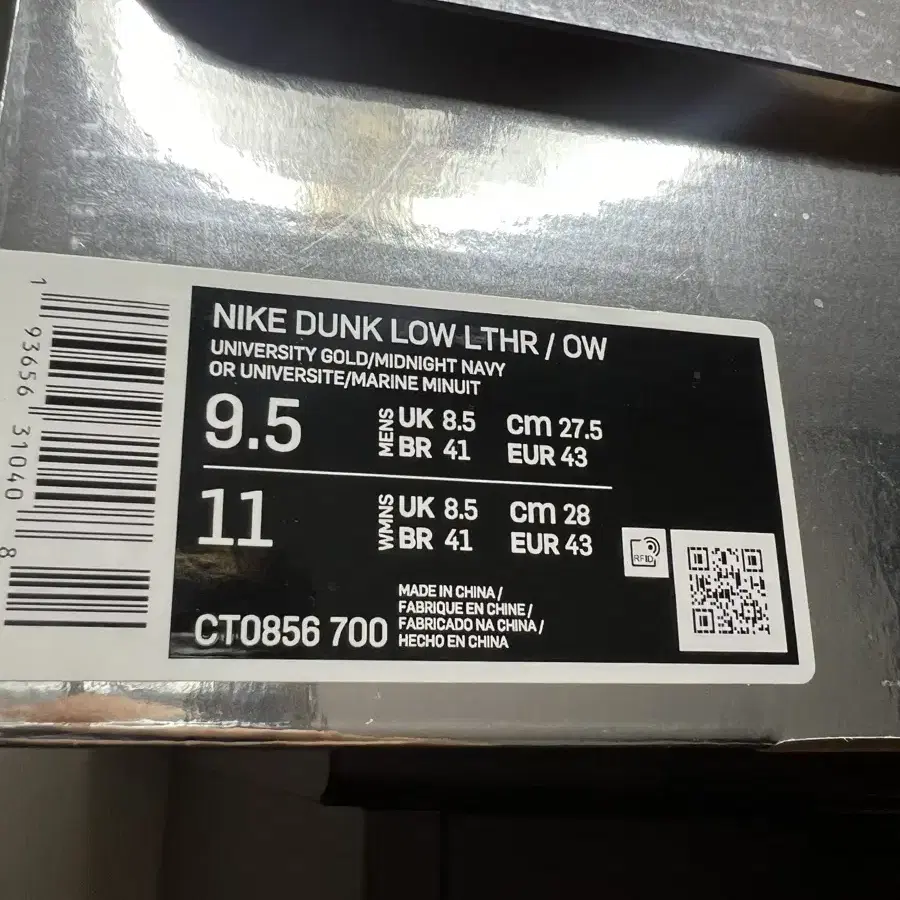 NIKE DUNK LOW LTHR / OW
UNIVERSITY GOLD/MIDNIGHT NAVY
OR UNIVERSITE/MARINE MINUIT
9.5 MENS UK 8.5 cm 27.5
BR 41 EUR 43
11 WMNS UK 8.5 cm 28
BR 41 EUR 43
RFID
CT0856 700
MADE IN CHINA /
FABRIQUE EN CHINE /
FABRICADO NA CHINA /
HECHO EN CHINA
1 93656 31040 8